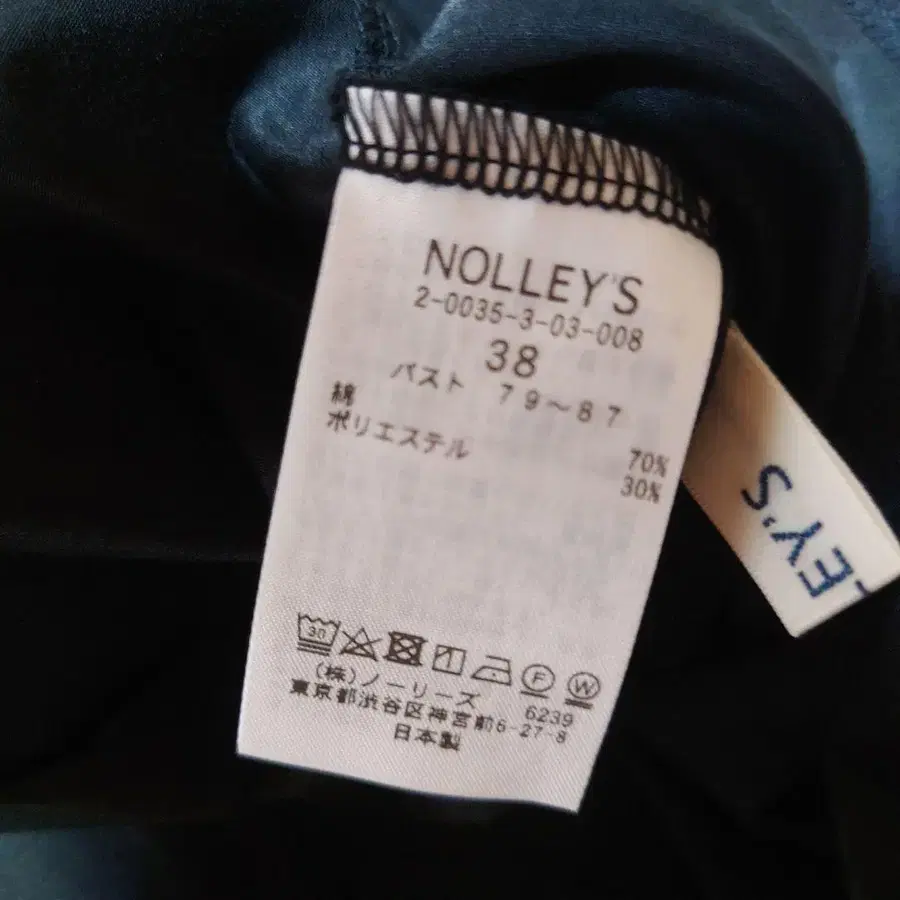 NOLLEY'S
2-0035-3-03-008
38
バスト 79～87
綿 70%
ポリエステル 30%
30
F
W
(株)ノーリーズ 6239
東京都渋谷区神宮前6-27-8
日本製
LEY'S